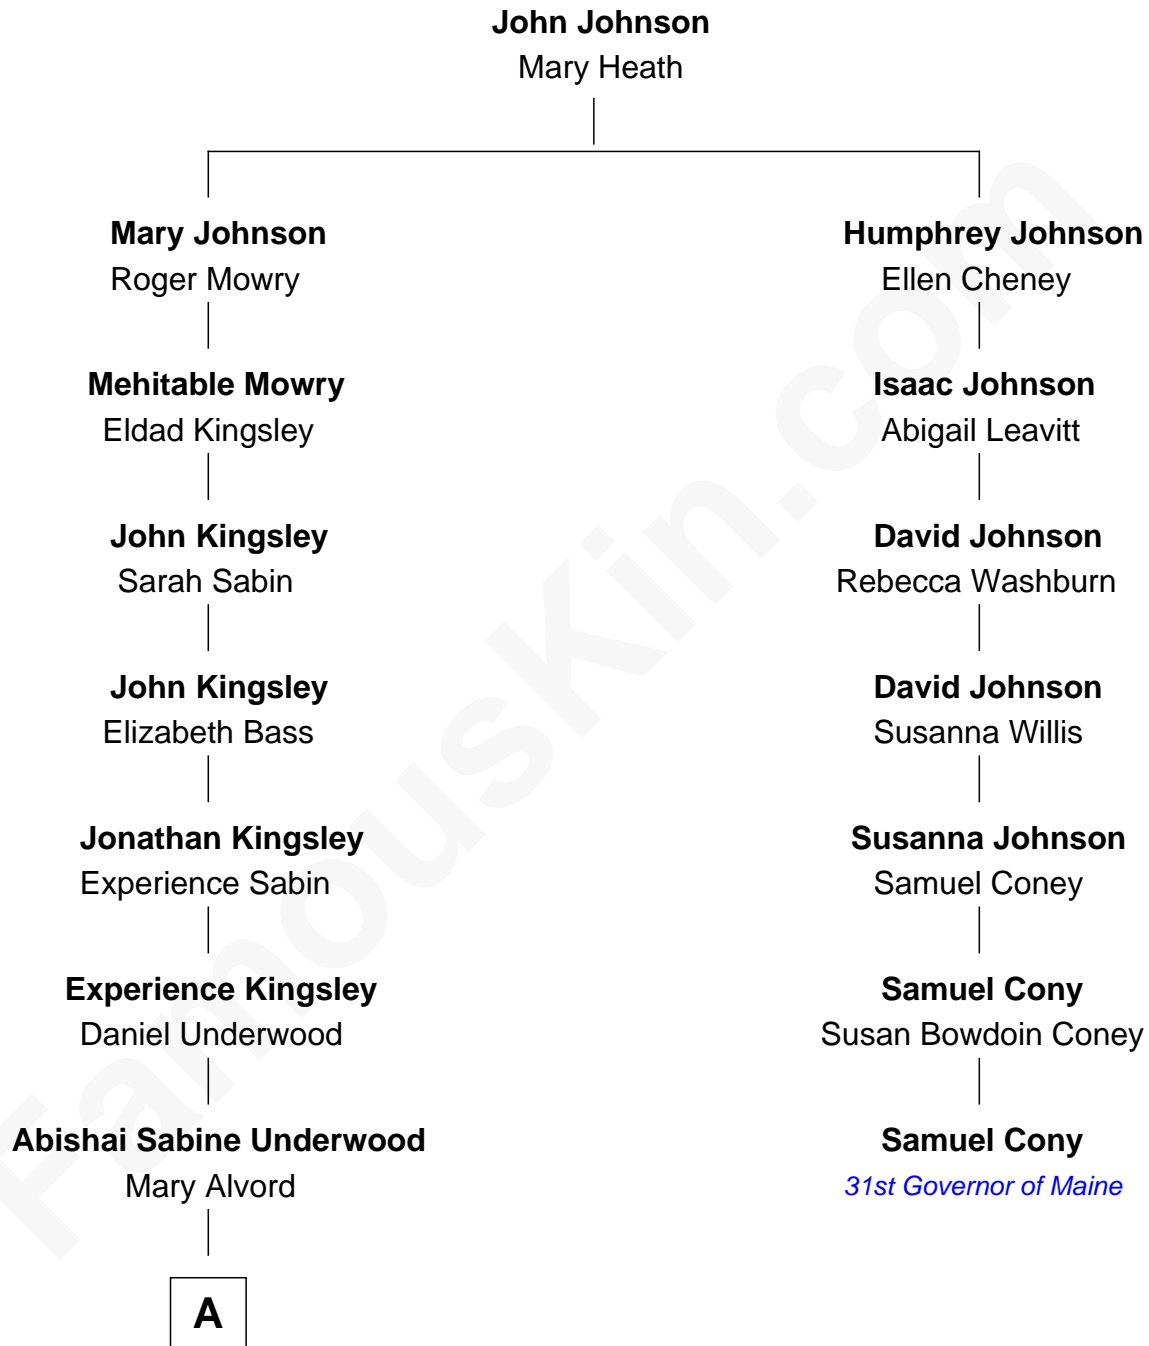 John Johnson
Mary Heath
Mary Johnson
Roger Mowry
Humphrey Johnson
Ellen Cheney
Mehitable Mowry
Eldad Kingsley
Isaac Johnson
Abigail Leavitt
John Kingsley
Sarah Sabin
David Johnson
Rebecca Washburn
John Kingsley
Elizabeth Bass
David Johnson
Susanna Willis
Jonathan Kingsley
Experience Sabin
Susanna Johnson
Samuel Coney
Experience Kingsley
Daniel Underwood
Samuel Cony
Susan Bowdoin Coney
Abishai Sabine Underwood
Mary Alvord
Samuel Cony
31st Governor of Maine
A
FamousKin.com